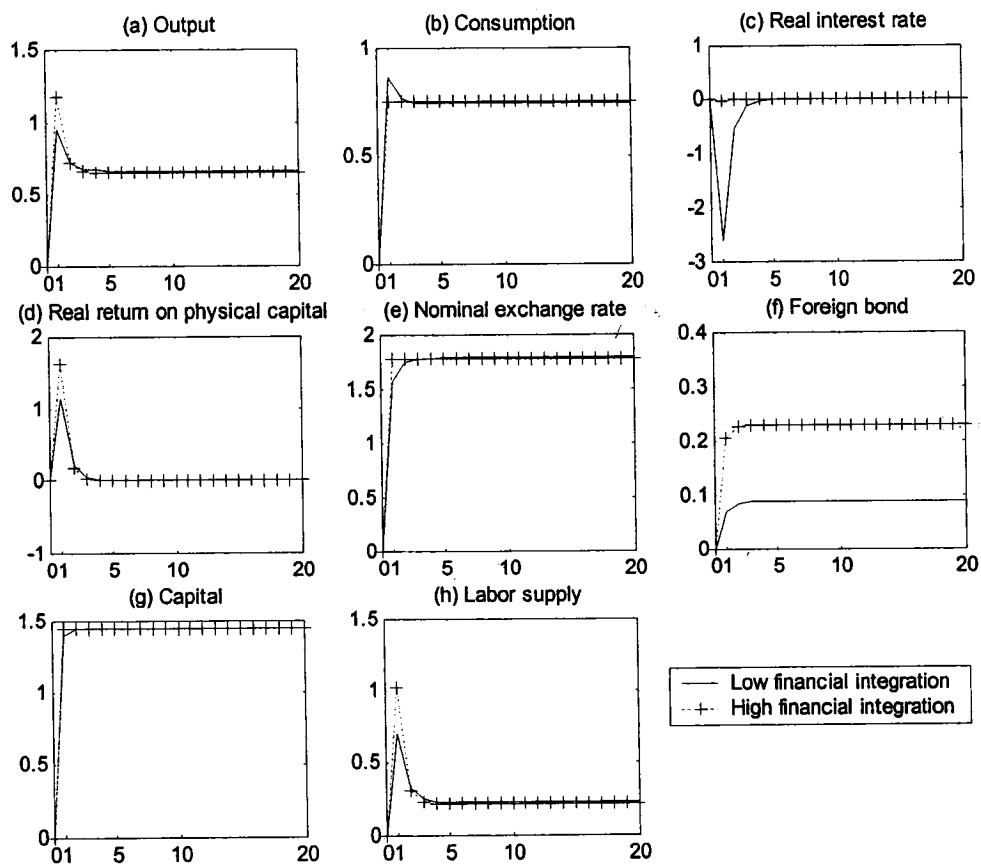 (a) Output
1.5
1
0.5
0
01 5 10 20
(b) Consumption
1
0.5
0
01 5 10 20
(c) Real interest rate
1
0
-1
-2
-3
01 5 10 20
(d) Real return on physical capital
2
1
0
-1
01 5 10 20
(e) Nominal exchange rate
2
1.5
1
0.5
0
01 5 10 20
(f) Foreign bond
0.4
0.3
0.2
0.1
0
01 5 10 20
(g) Capital
1.5
1
0.5
0
01 5 10 20
(h) Labor supply
1.5
1
0.5
0
01 5 10 20
Low financial integration
High financial integration